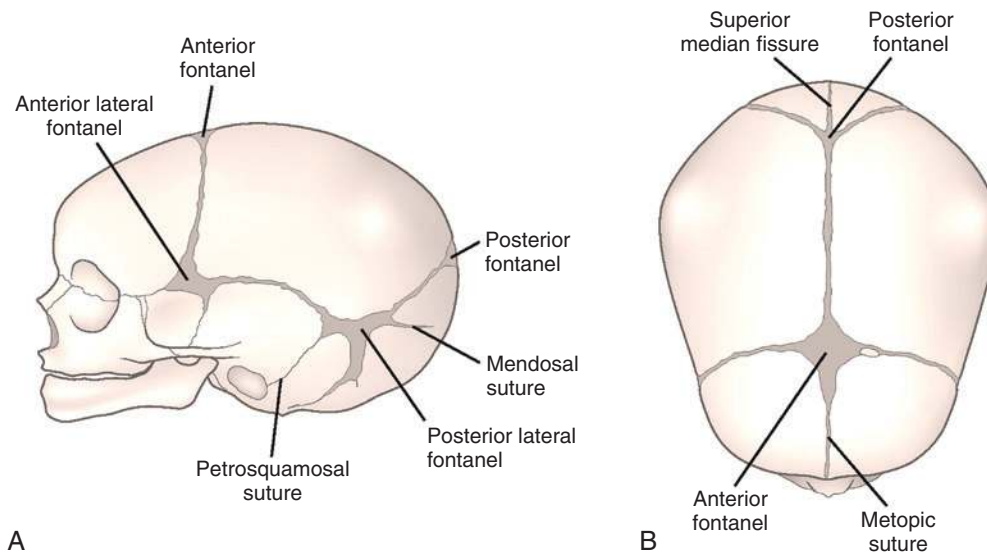 Anterior
fontanel
Anterior lateral
fontanel
Posterior
fontanel
Mendosal
suture
Posterior lateral
fontanel
Petrosquamosal
suture
A
Superior
median fissure
Posterior
fontanel
Anterior
fontanel
Metopic
suture
B